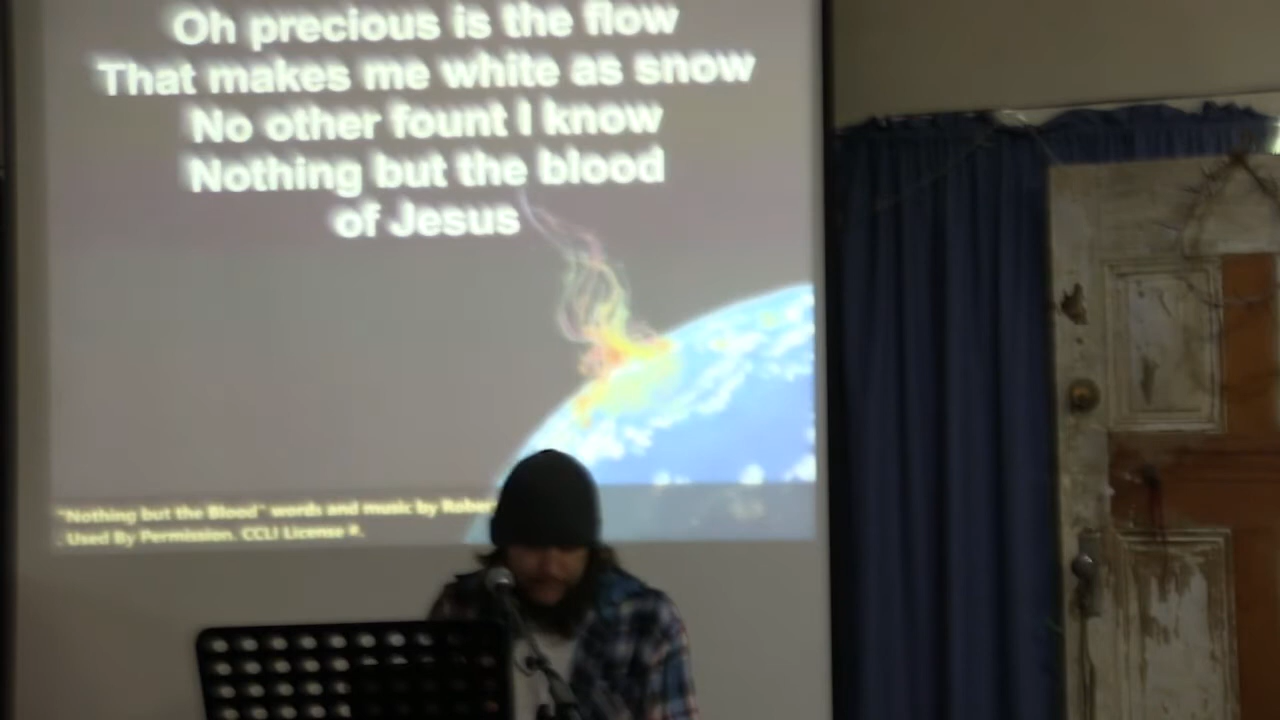 Oh precious is the flow
That makes me white as snow
No other fount I know
Nothing but the blood
of Jesus
"Nothing but the Blood" words and music by Rober
. Used By Permission. CCLI License #.